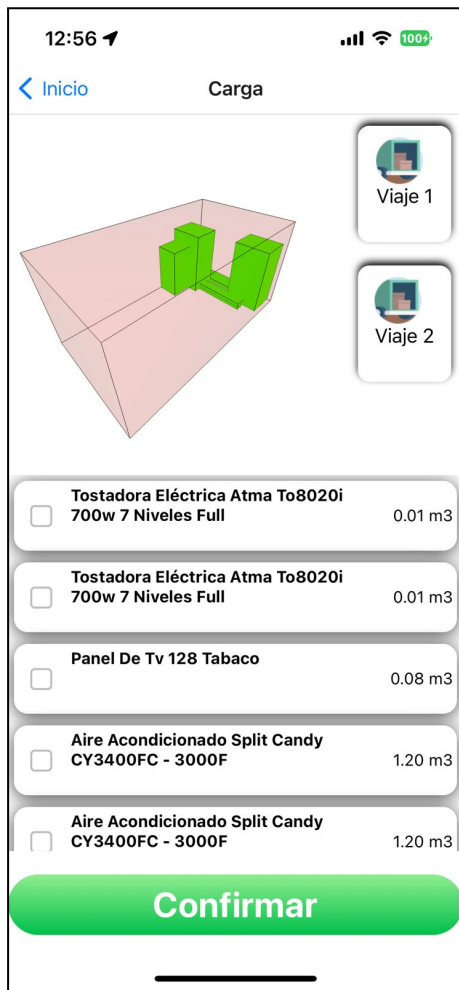 12:56
100
Inicio
Carga
Viaje 1
Viaje 2
Tostadora Eléctrica Atma To8020i
700w 7 Niveles Full
0.01 m3
Tostadora Eléctrica Atma To8020i
700w 7 Niveles Full
0.01 m3
Panel De Tv 128 Tabaco
0.08 m3
Aire Acondicionado Split Candy
CY3400FC - 3000F
1.20 m3
Aire Acondicionado Split Candy
CY3400FC - 3000F
1.20 m3
Confirmar